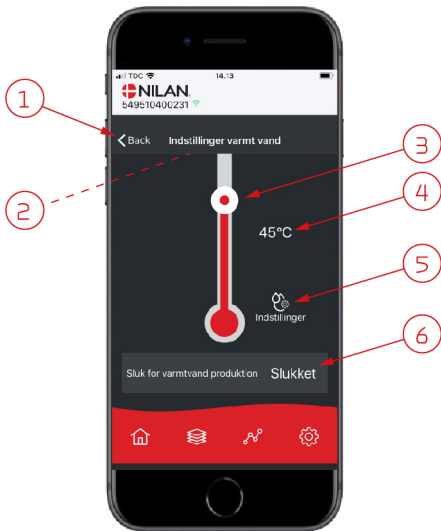 TDC 14.13
NILAN
549510400231
1
Back Indstillinger varmt vand
2
3
45°C
4
5
Indstillinger
6
Sluk for varmtvand produktion Slukket